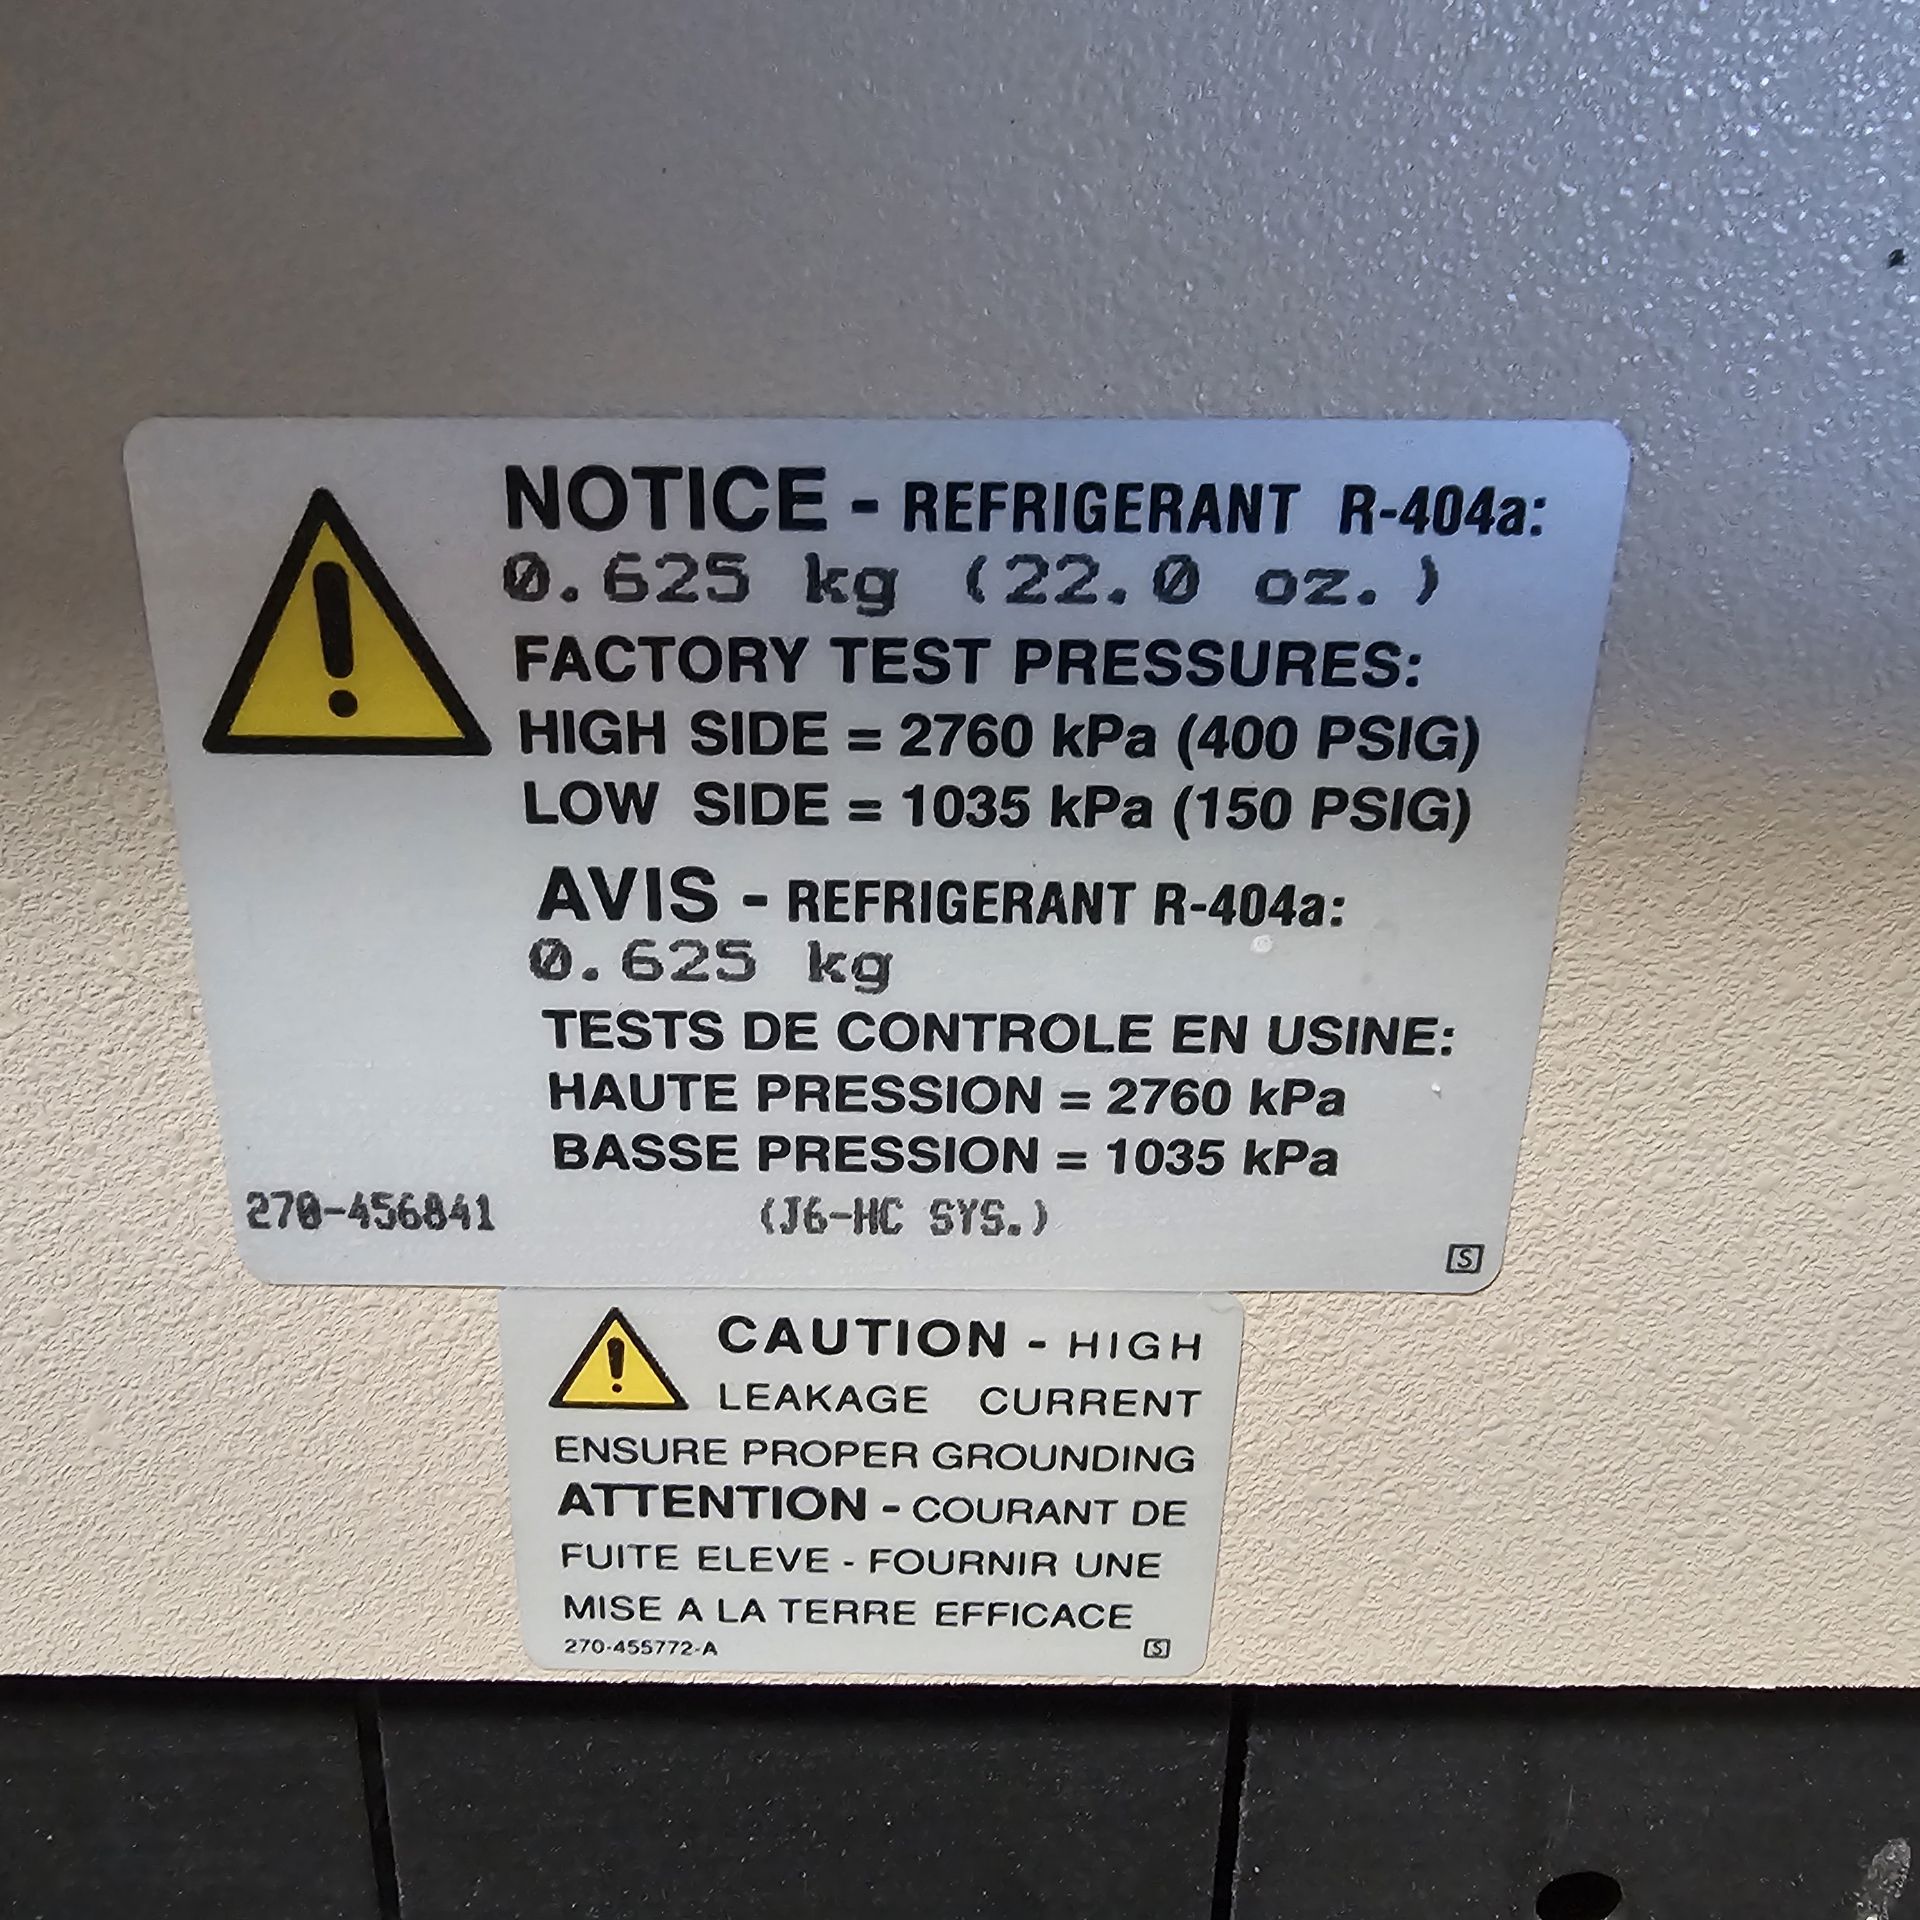 NOTICE - REFRIGERANT R-404a:
0.625 kg (22.0 oz.)
FACTORY TEST PRESSURES:
HIGH SIDE = 2760 kPa (400 PSIG)
LOW SIDE = 1035 kPa (150 PSIG)
AVIS - REFRIGERANT R-404a:
0.625 kg
TESTS DE CONTROLE EN USINE:
HAUTE PRESSION = 2760 kPa
BASSE PRESSION = 1035 kPa
270-456841 (J6-HC SYS.)
S
CAUTION - HIGH
LEAKAGE CURRENT
ENSURE PROPER GROUNDING
ATTENTION - COURANT DE
FUITE ELEVE - FOURNIR UNE
MISE A LA TERRE EFFICACE
270-455772-A S